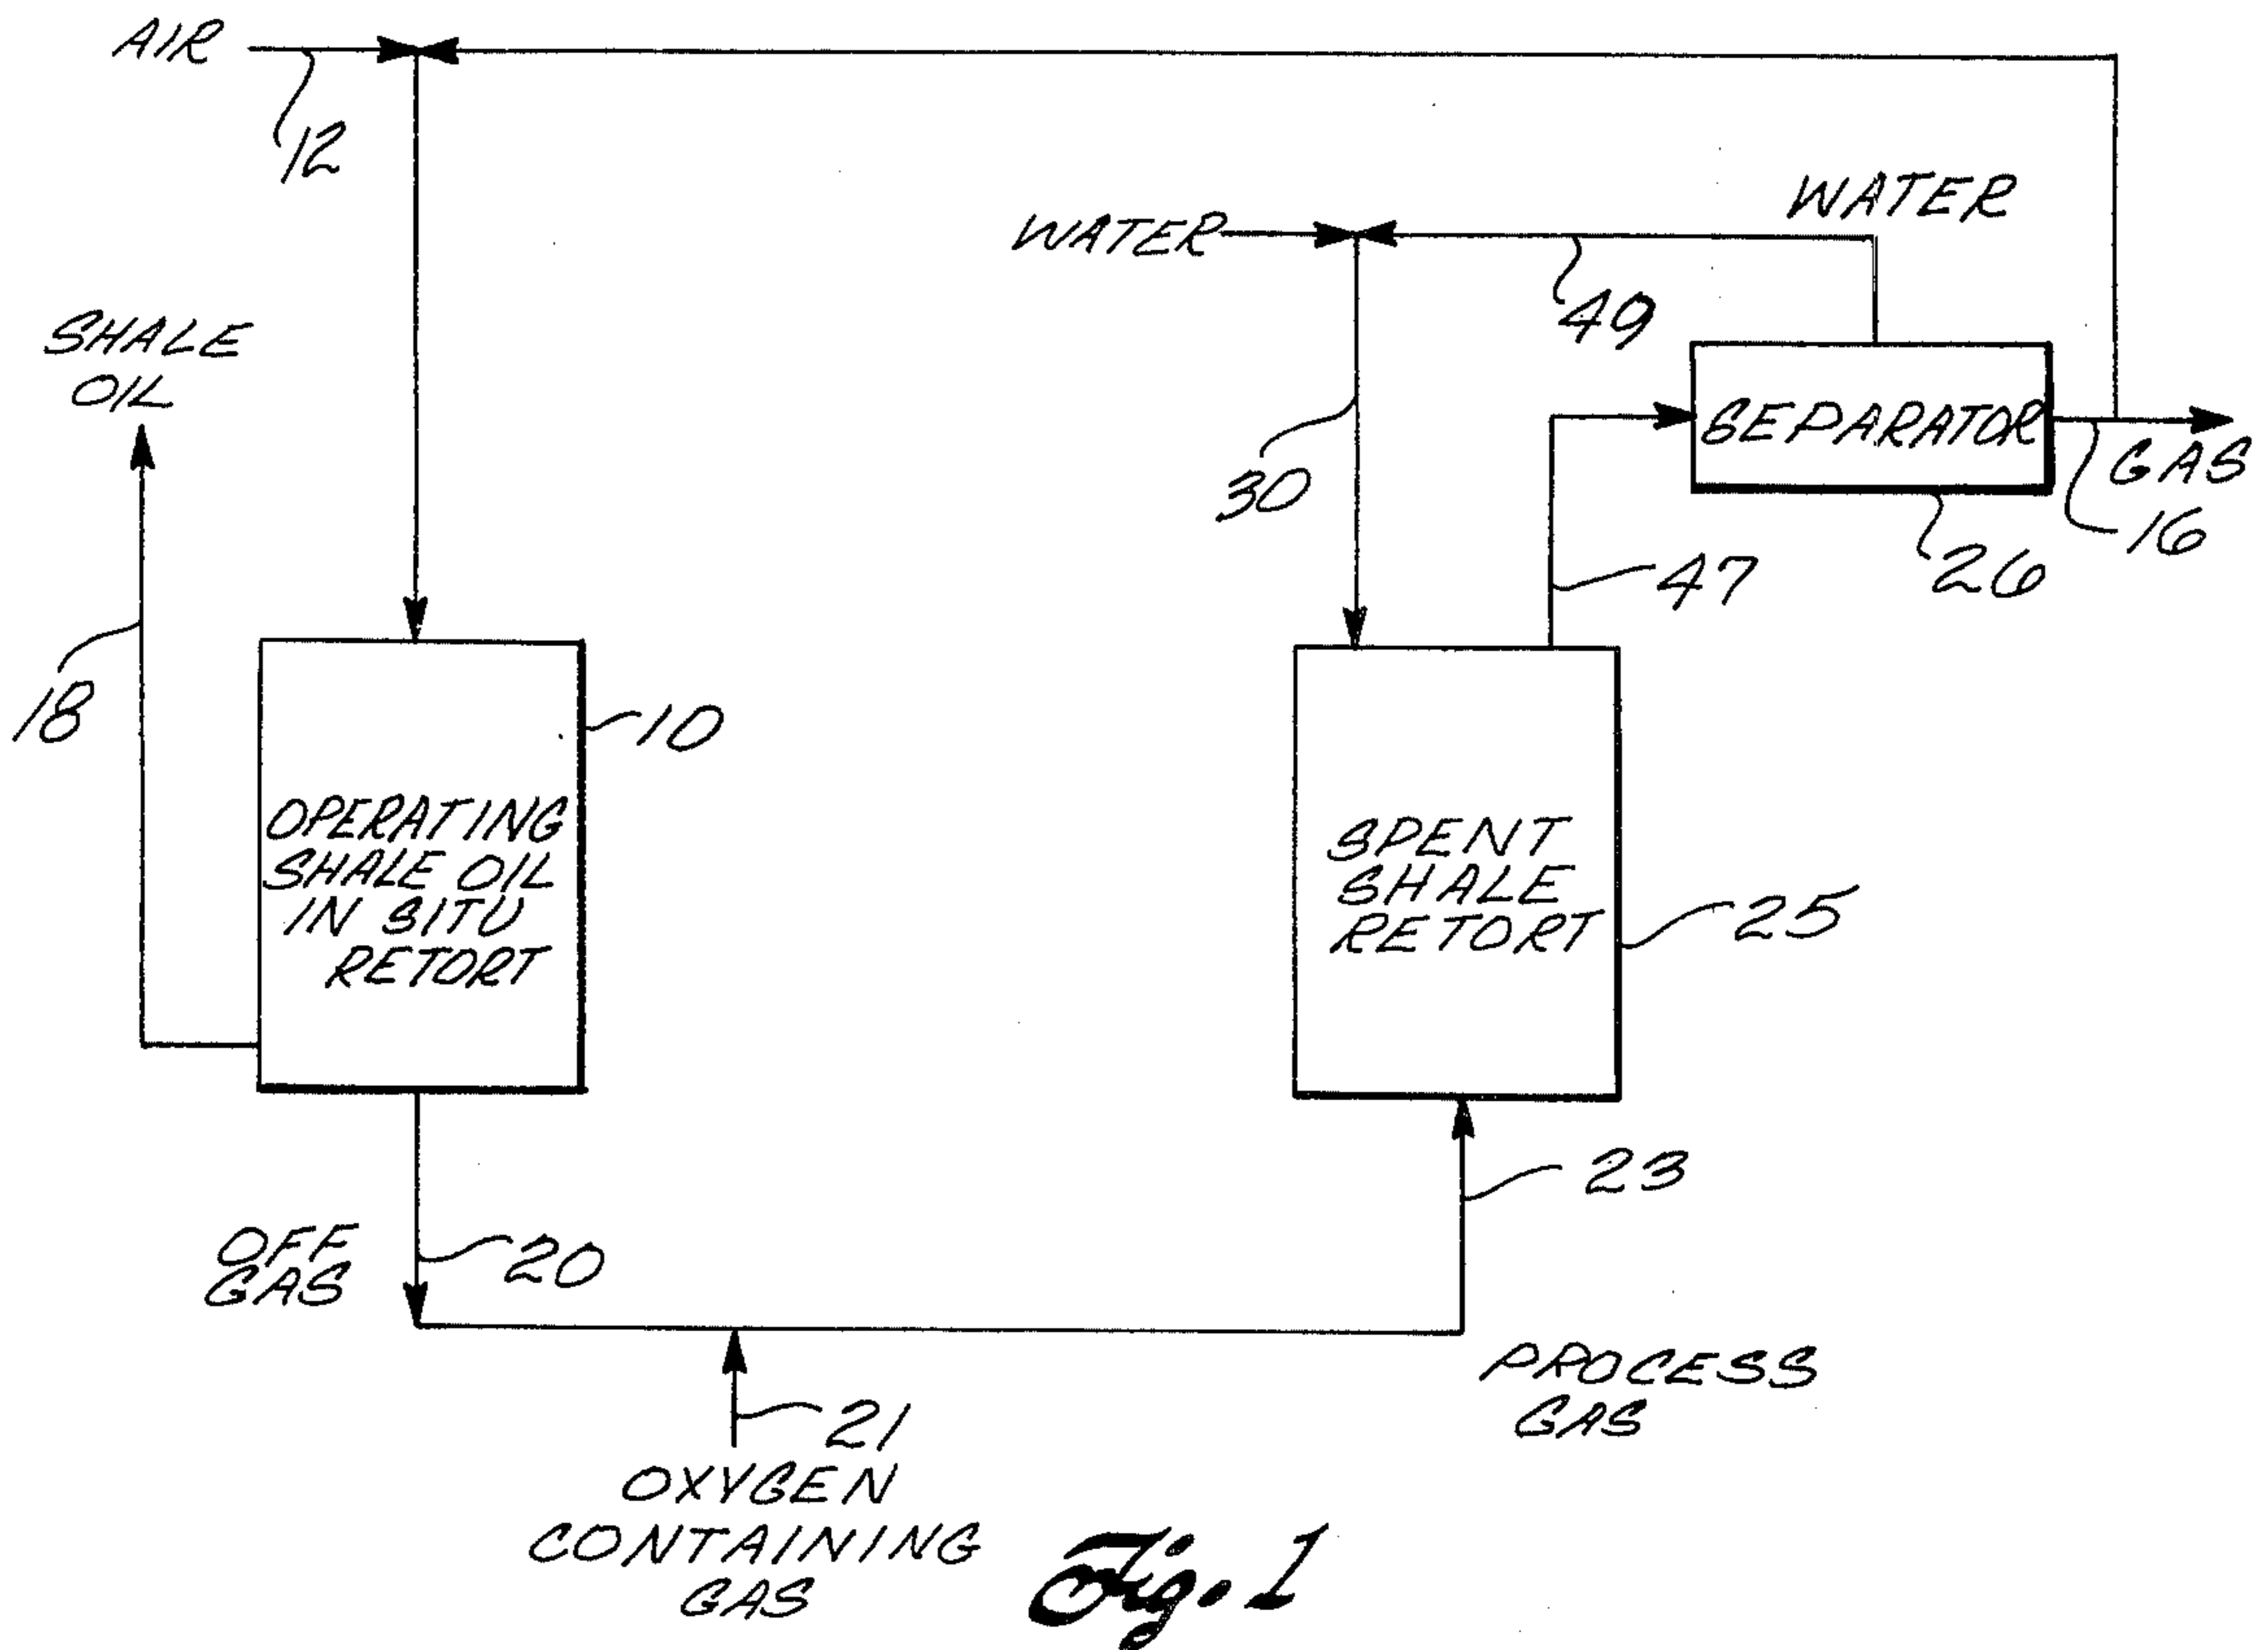 AIR
12
WATER
WATER
49
SHALE
OIL
SEPARATOR
30
GAS
16
26
47
18
10
OPERATING
SHALE OIL
IN SITU
RETORT
SPENT
SHALE
RETORT
25
23
OFF
GAS
20
PROCESS
GAS
21
OXYGEN
CONTAINING
GAS
Fig. 1